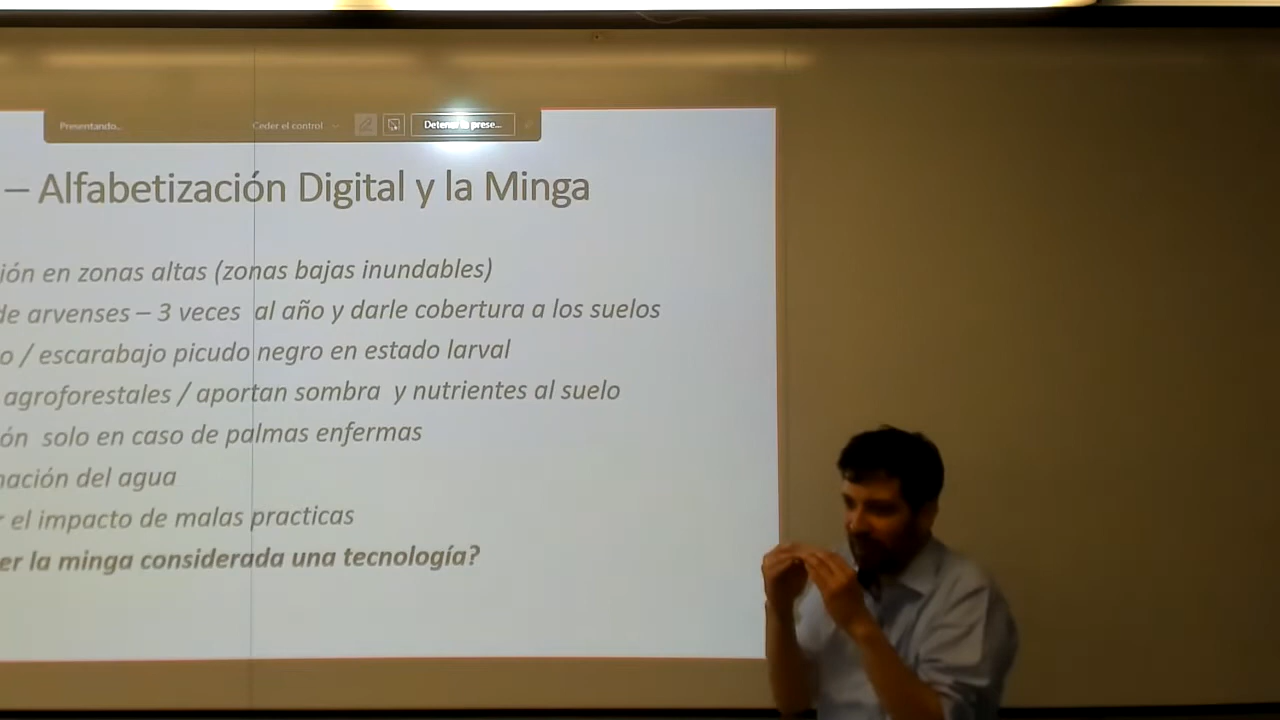 Presentando...
Ceder el control
Detener la prese...
– Alfabetización Digital y la Minga
ión en zonas altas (zonas bajas inundables)
de arvenses – 3 veces al año y darle cobertura a los suelos
o / escarabajo picudo negro en estado larval
agroforestales / aportan sombra y nutrientes al suelo
ón solo en caso de palmas enfermas
nación del agua
r el impacto de malas practicas
er la minga considerada una tecnología?